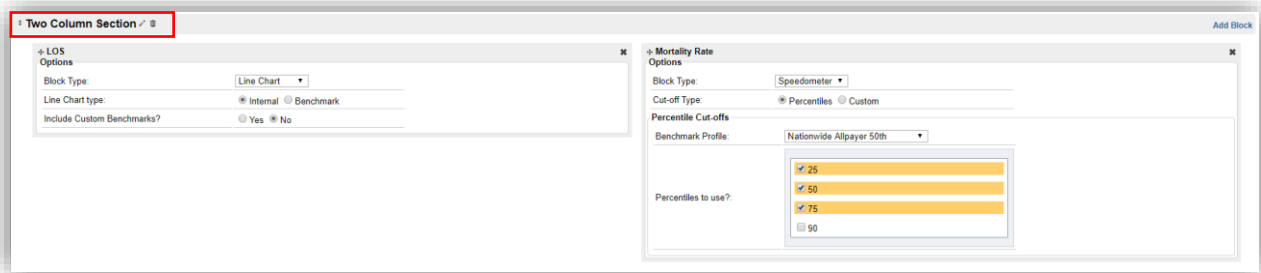 Two Column Section
Add Block
LOS
Options
Block Type: Line Chart
Line Chart type: Internal Benchmark
Include Custom Benchmarks? Yes No
Mortality Rate
Options
Block Type: Speedometer
Cut-off Type: Percentiles Custom
Percentile Cut-offs
Benchmark Profile: Nationwide Allpayer 50th
Percentiles to use?:
25
50
75
90